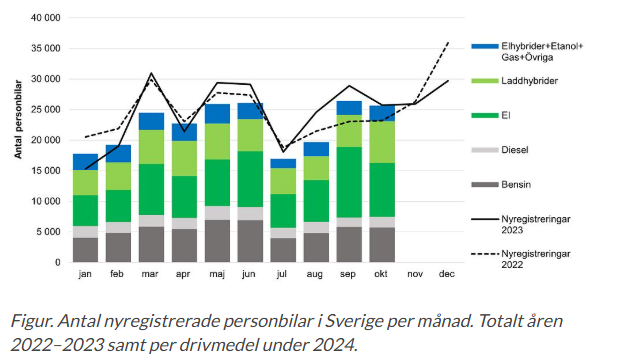 40 000
35 000
30 000
25 000
20 000
15 000
10 000
5 000
0
Antal personbilar
jan feb mar apr maj jun jul aug sep okt nov dec
Elhybrider+Etanol+
Gas+Övriga
Laddhybrider
El
Diesel
Bensin
Nyregistreringar
2023
Nyregistreringar
2022
Figur. Antal nyregistrerade personbilar i Sverige per månad. Totalt åren
2022–2023 samt per drivmedel under 2024.